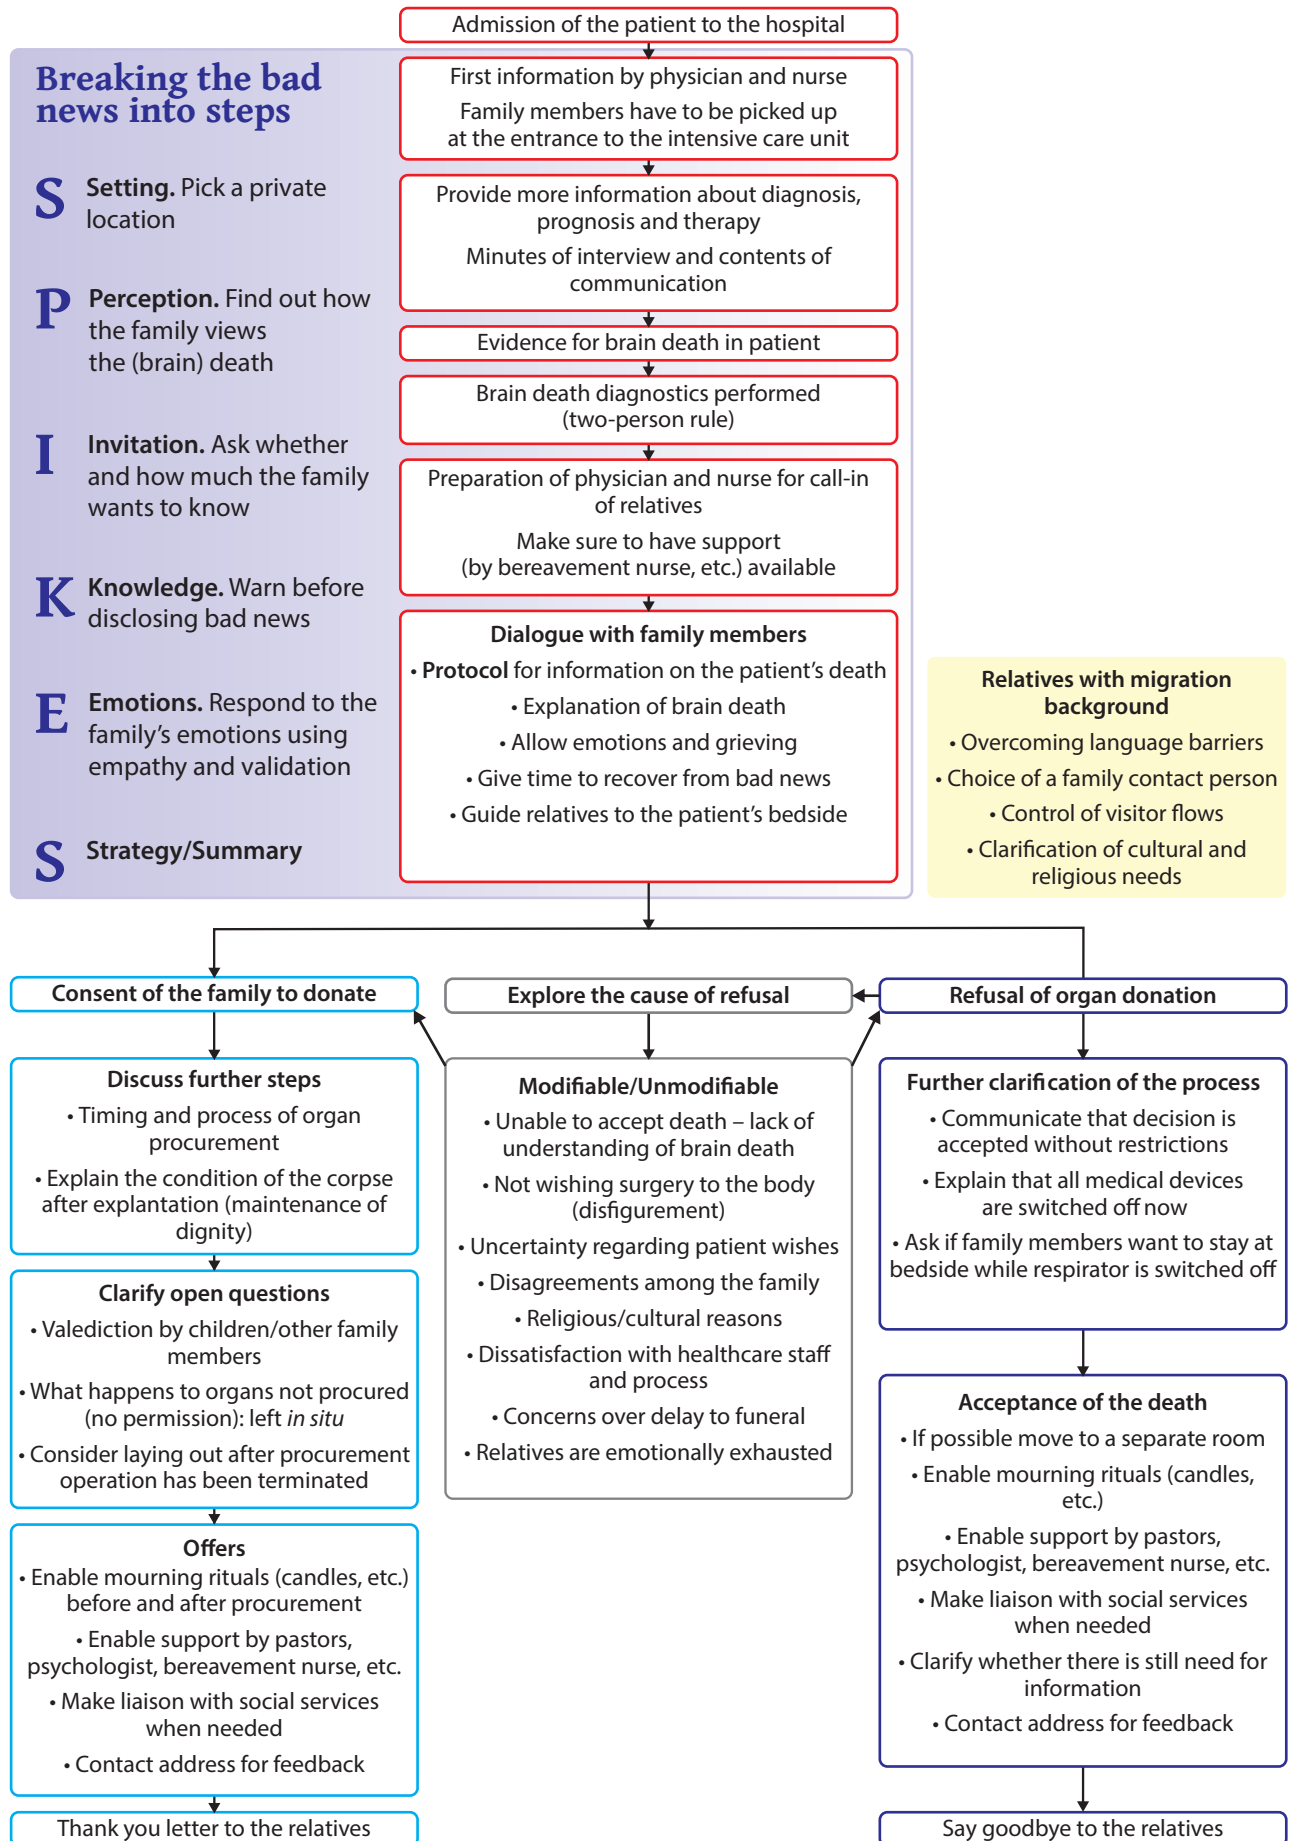 Admission of the patient to the hospital
Breaking the bad
news into steps
S Setting. Pick a private
location
P Perception. Find out how
the family views
the (brain) death
I Invitation. Ask whether
and how much the family
wants to know
K Knowledge. Warn before
disclosing bad news
E Emotions. Respond to the
family’s emotions using
empathy and validation
S Strategy/Summary
First information by physician and nurse
Family members have to be picked up
at the entrance to the intensive care unit
Provide more information about diagnosis,
prognosis and therapy
Minutes of interview and contents of
communication
Evidence for brain death in patient
Brain death diagnostics performed
(two-person rule)
Preparation of physician and nurse for call-in
of relatives
Make sure to have support
(by bereavement nurse, etc.) available
Dialogue with family members
• Protocol for information on the patient’s death
• Explanation of brain death
• Allow emotions and grieving
• Give time to recover from bad news
• Guide relatives to the patient’s bedside
Relatives with migration
background
• Overcoming language barriers
• Choice of a family contact person
• Control of visitor flows
• Clarification of cultural and
religious needs
Consent of the family to donate
Discuss further steps
• Timing and process of organ
procurement
• Explain the condition of the corpse
after explantation (maintenance of
dignity)
Clarify open questions
• Valediction by children/other family
members
• What happens to organs not procured
(no permission): left in situ
• Consider laying out after procurement
operation has been terminated
Offers
• Enable mourning rituals (candles, etc.)
before and after procurement
• Enable support by pastors,
psychologist, bereavement nurse, etc.
• Make liaison with social services
when needed
• Contact address for feedback
Thank you letter to the relatives
Explore the cause of refusal
Modifiable/Unmodifiable
• Unable to accept death – lack of
understanding of brain death
• Not wishing surgery to the body
(disfigurement)
• Uncertainty regarding patient wishes
• Disagreements among the family
• Religious/cultural reasons
• Dissatisfaction with healthcare staff
and process
• Concerns over delay to funeral
• Relatives are emotionally exhausted
Refusal of organ donation
Further clarification of the process
• Communicate that decision is
accepted without restrictions
• Explain that all medical devices
are switched off now
• Ask if family members want to stay at
bedside while respirator is switched off
Acceptance of the death
• If possible move to a separate room
• Enable mourning rituals (candles,
etc.)
• Enable support by pastors,
psychologist, bereavement nurse, etc.
• Make liaison with social services
when needed
• Clarify whether there is still need for
information
• Contact address for feedback
Say goodbye to the relatives